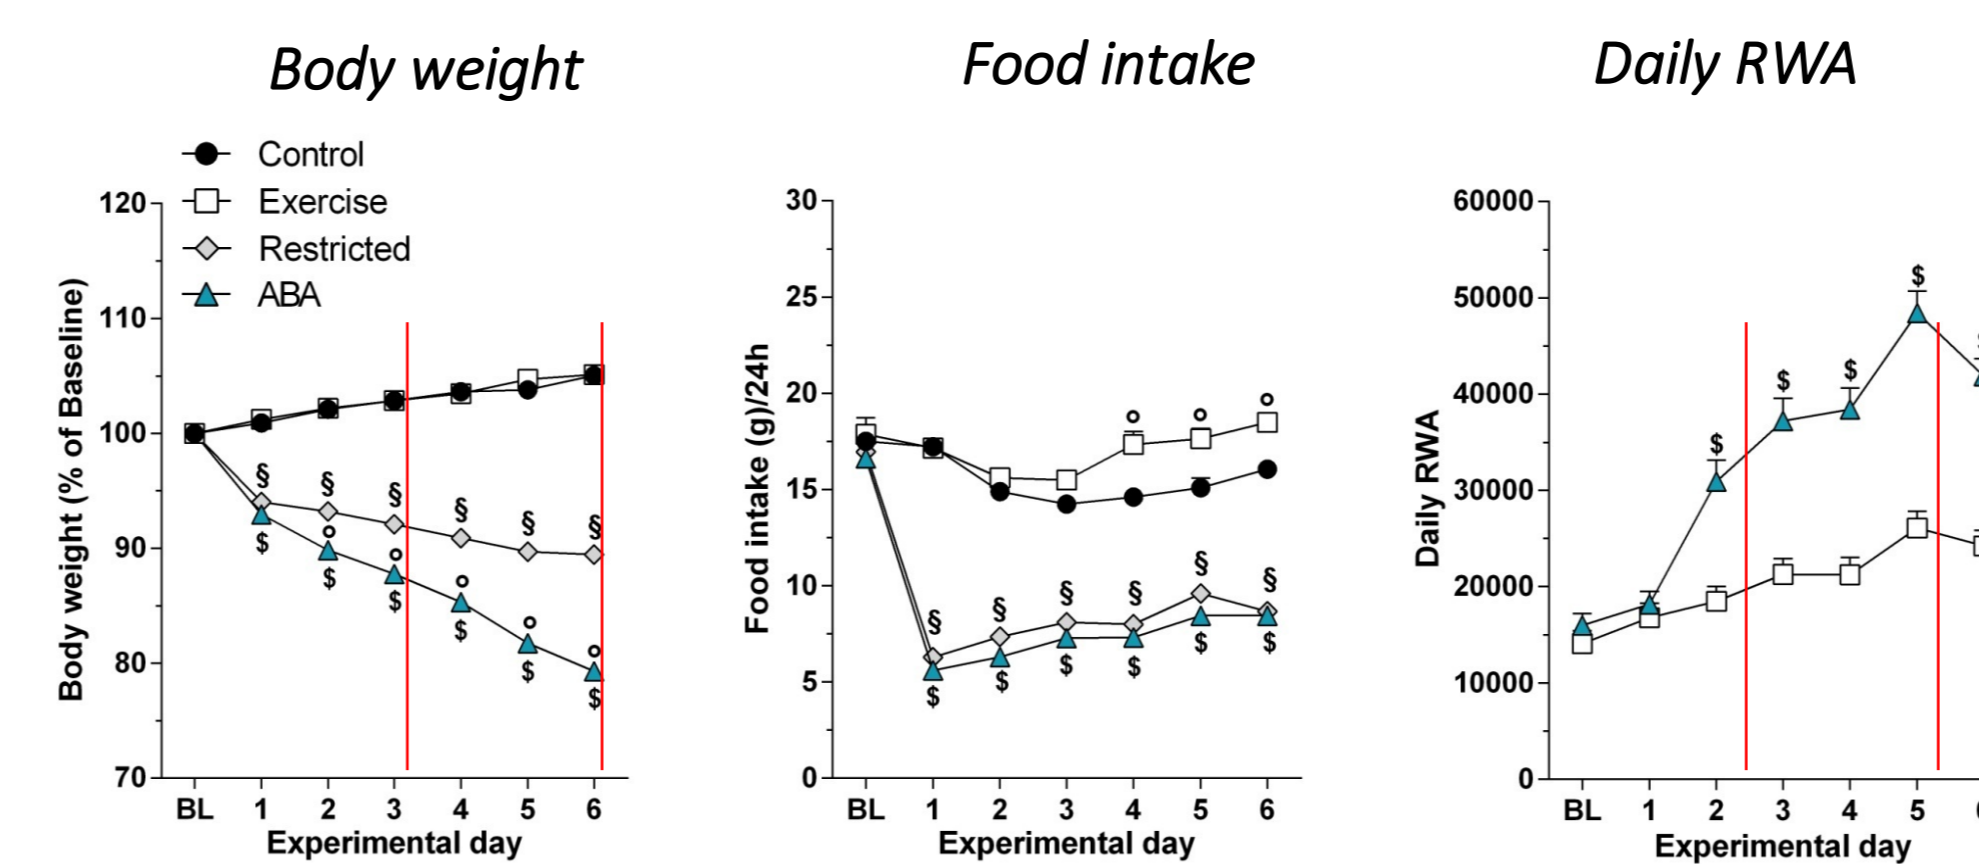 Body weight
Food intake
Daily RWA
Control
Exercise
Restricted
ABA
Body weight (% of Baseline)
120
110
100
90
80
70
§ § § § § §
° ° ° ° °
$ $ $ $ $ $
BL 1 2 3 4 5 6
Experimental day
Food intake (g)/24h
30
25
20
15
10
5
0
° ° °
§ § § § § §
$ $ $ $ $ $
BL 1 2 3 4 5 6
Experimental day
Daily RWA
60000
50000
40000
30000
20000
10000
0
$ $ $ $
BL 1 2 3 4 5
Experimental day